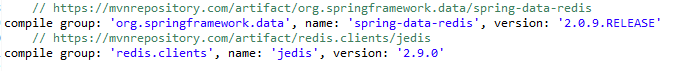 // https://mvnrepository.com/artifact/org.springframework.data/spring-data-redis
compile group: 'org.springframework.data', name: 'spring-data-redis', version: '2.0.9.RELEASE'
// https://mvnrepository.com/artifact/redis.clients/jedis
compile group: 'redis.clients', name: 'jedis', version: '2.9.0'